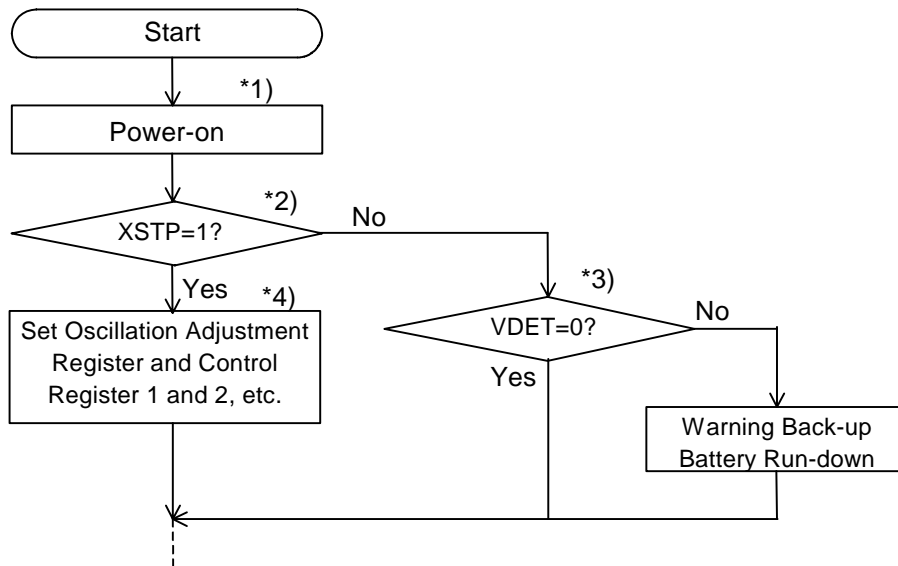 Start
*1)
Power-on
*2)
XSTP=1?
No
Yes
*4)
Set Oscillation Adjustment
Register and Control
Register 1 and 2, etc.
*3)
VDET=0?
No
Yes
Warning Back-up
Battery Run-down